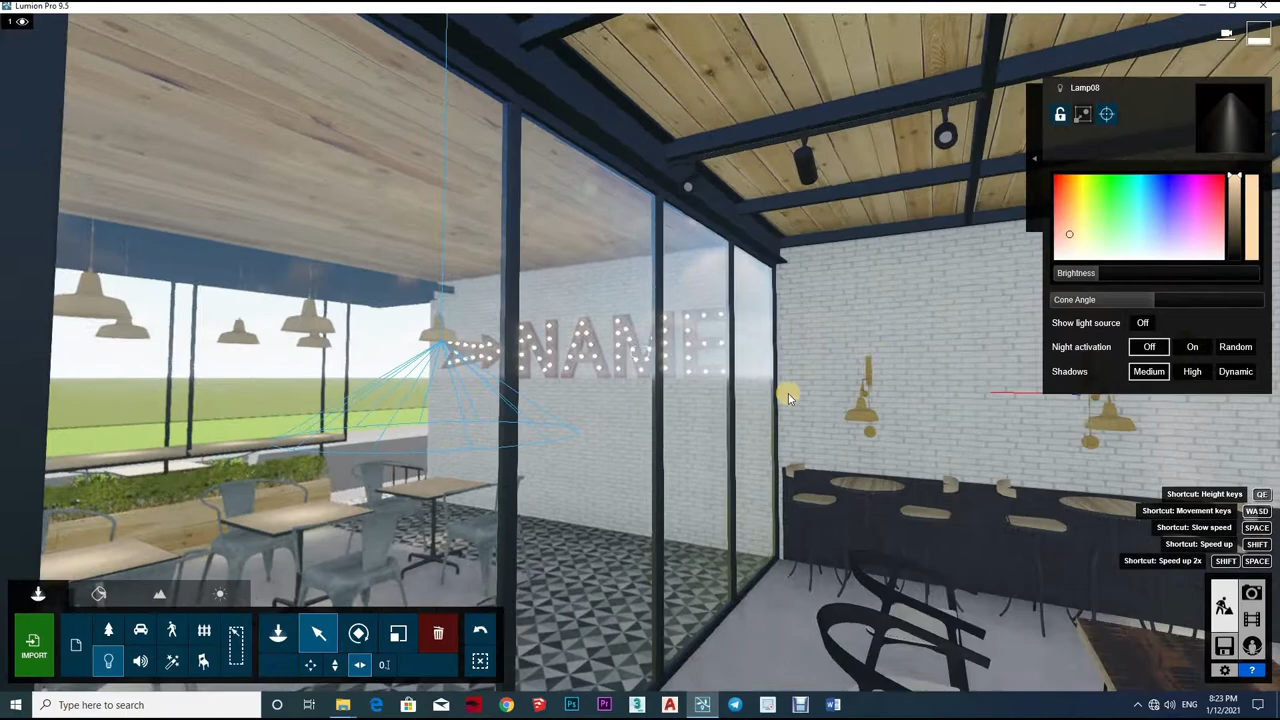 Lumion Pro 9.5
1
Lamp08
Brightness
Cone Angle
Show light source Off
Night activation Off On Random
Shadows Medium High Dynamic
NAME
Shortcut: Height keys QE
Shortcut: Movement keys WASD
Shortcut: Slow speed SPACE
Shortcut: Speed up SHIFT
Shortcut: Speed up 2x SHIFT SPACE
IMPORT
?
Type here to search
ENG
8:23 PM
1/12/2021